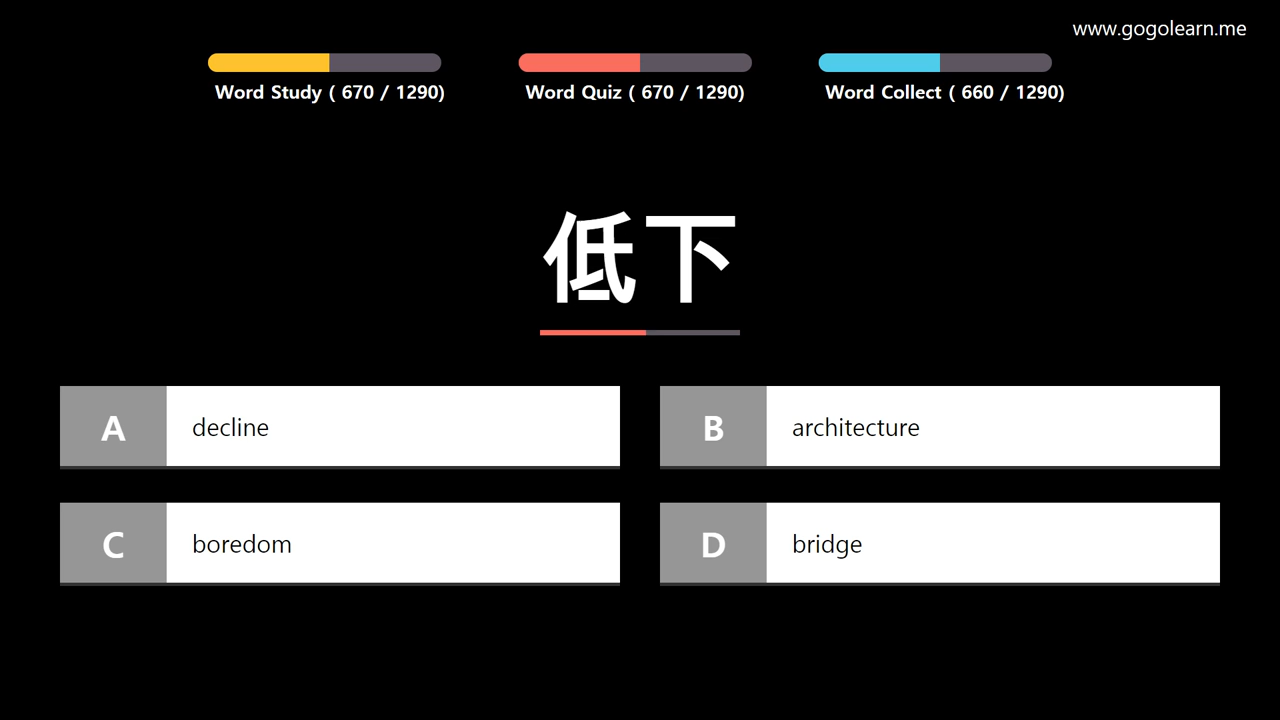 www.gogolearn.me
Word Study ( 670 / 1290)
Word Quiz ( 670 / 1290)
Word Collect ( 660 / 1290)
低下
A decline
B architecture
C boredom
D bridge